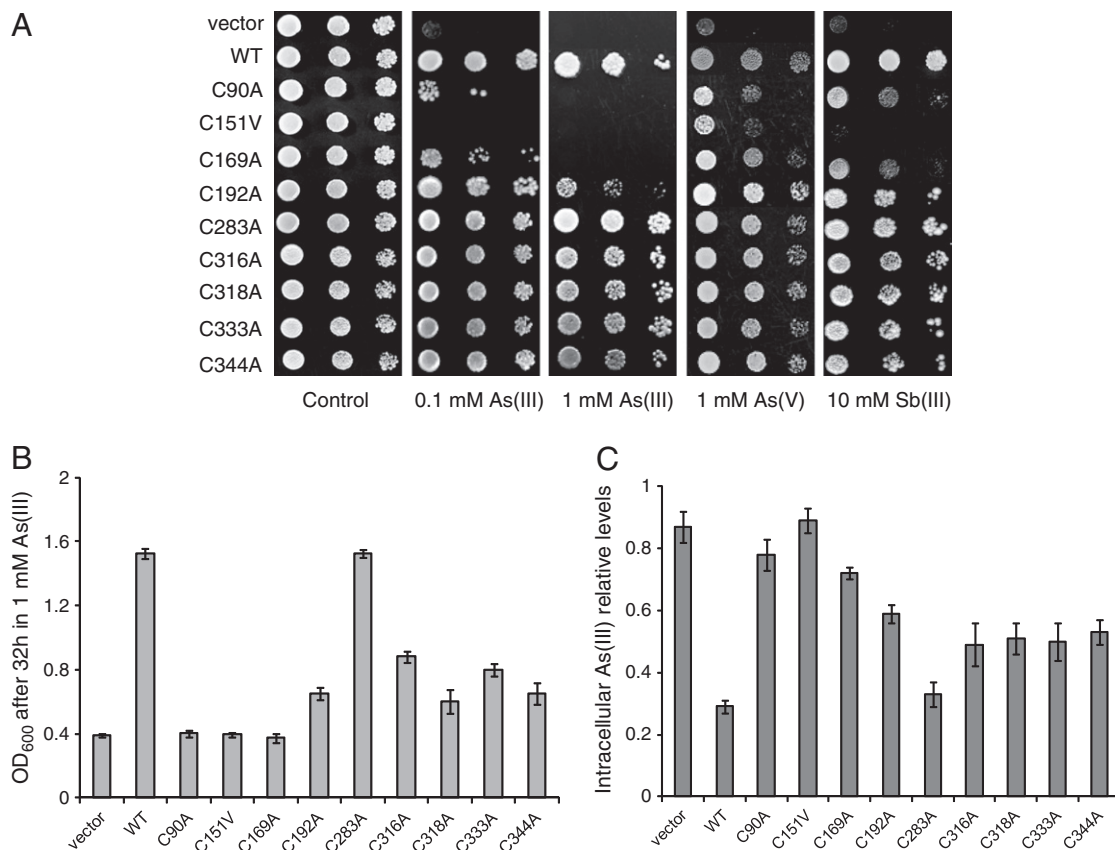 A
vector
WT
C90A
C151V
C169A
C192A
C283A
C316A
C318A
C333A
C344A
Control
0.1 mM As(III)
1 mM As(III)
1 mM As(V)
10 mM Sb(III)
B
OD600 after 32h in 1 mM As(III)
2
1.6
1.2
0.8
0.4
0
vector
WT
C90A
C151V
C169A
C192A
C283A
C316A
C318A
C333A
C344A
C
Intracellular As(III) relative levels
1
0.8
0.6
0.4
0.2
0
vector
WT
C90A
C151V
C169A
C192A
C283A
C316A
C318A
C333A
C344A